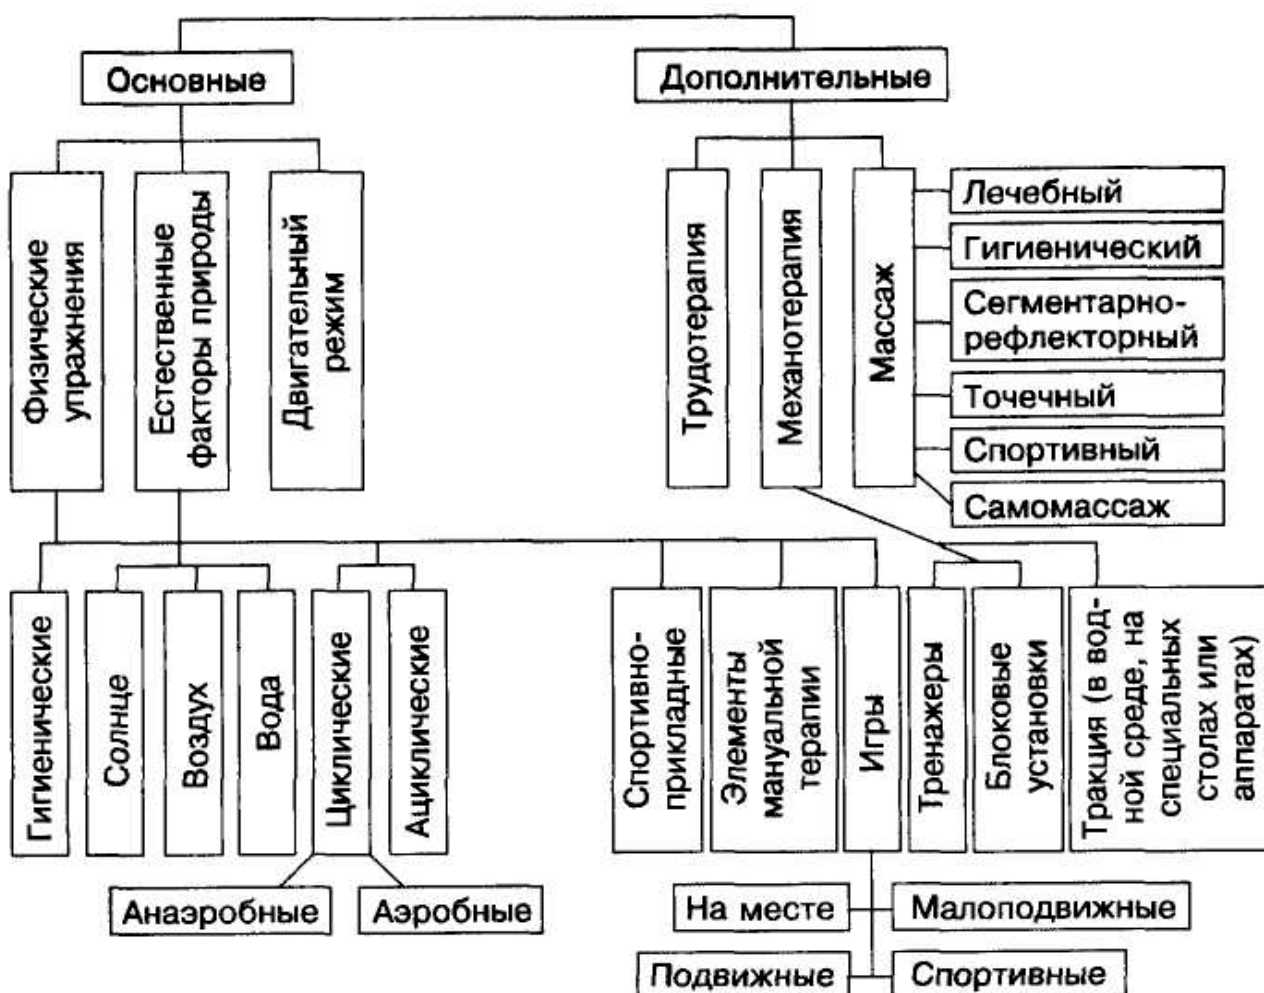 Основные
Дополнительные
Физические
упражнения
Естественные
факторы природы
Двигательный
режим
Трудотерапия
Механотерапия
Массаж
Лечебный
Гигиенический
Сегментарно-
рефлекторный
Точечный
Спортивный
Самомассаж
Гигиенические
Солнце
Воздух
Вода
Циклические
Ациклические
Спортивно-
прикладные
Элементы
мануальной
терапии
Игры
Тренажеры
Блоковые
установки
Тракция (в вод-
ной среде, на
специальных
столах или
аппаратах)
Анаэробные
Аэробные
На месте
Малоподвижные
Подвижные
Спортивные